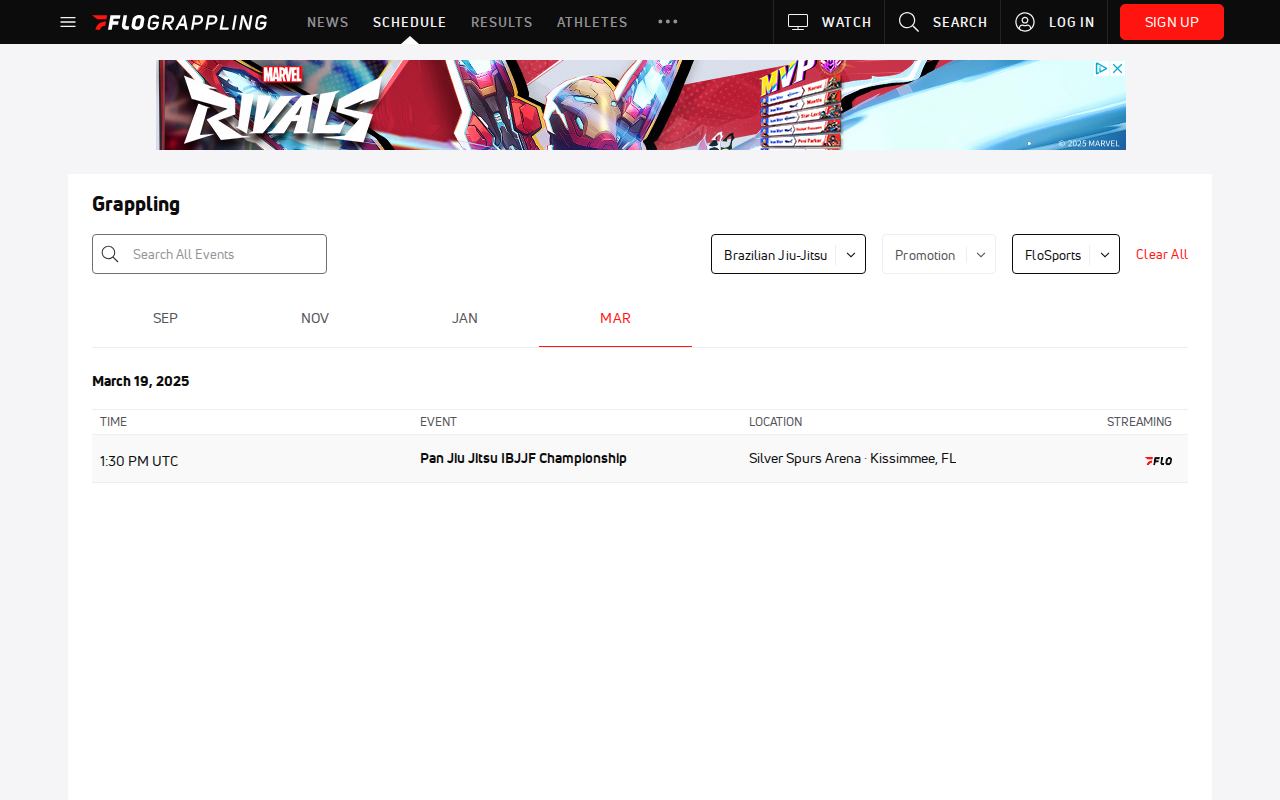 FLOGRAPPLING NEWS SCHEDULE RESULTS ATHLETES ••• WATCH SEARCH LOG IN SIGN UP
MARVEL
RIVALS
MVP
© 2025 MARVEL
Grappling
Search All Events
Brazilian Jiu-Jitsu
Promotion
FloSports
Clear All
SEP NOV JAN MAR
March 19, 2025
TIME EVENT LOCATION STREAMING
1:30 PM UTC Pan Jiu Jitsu IBJJF Championship Silver Spurs Arena · Kissimmee, FL FLO